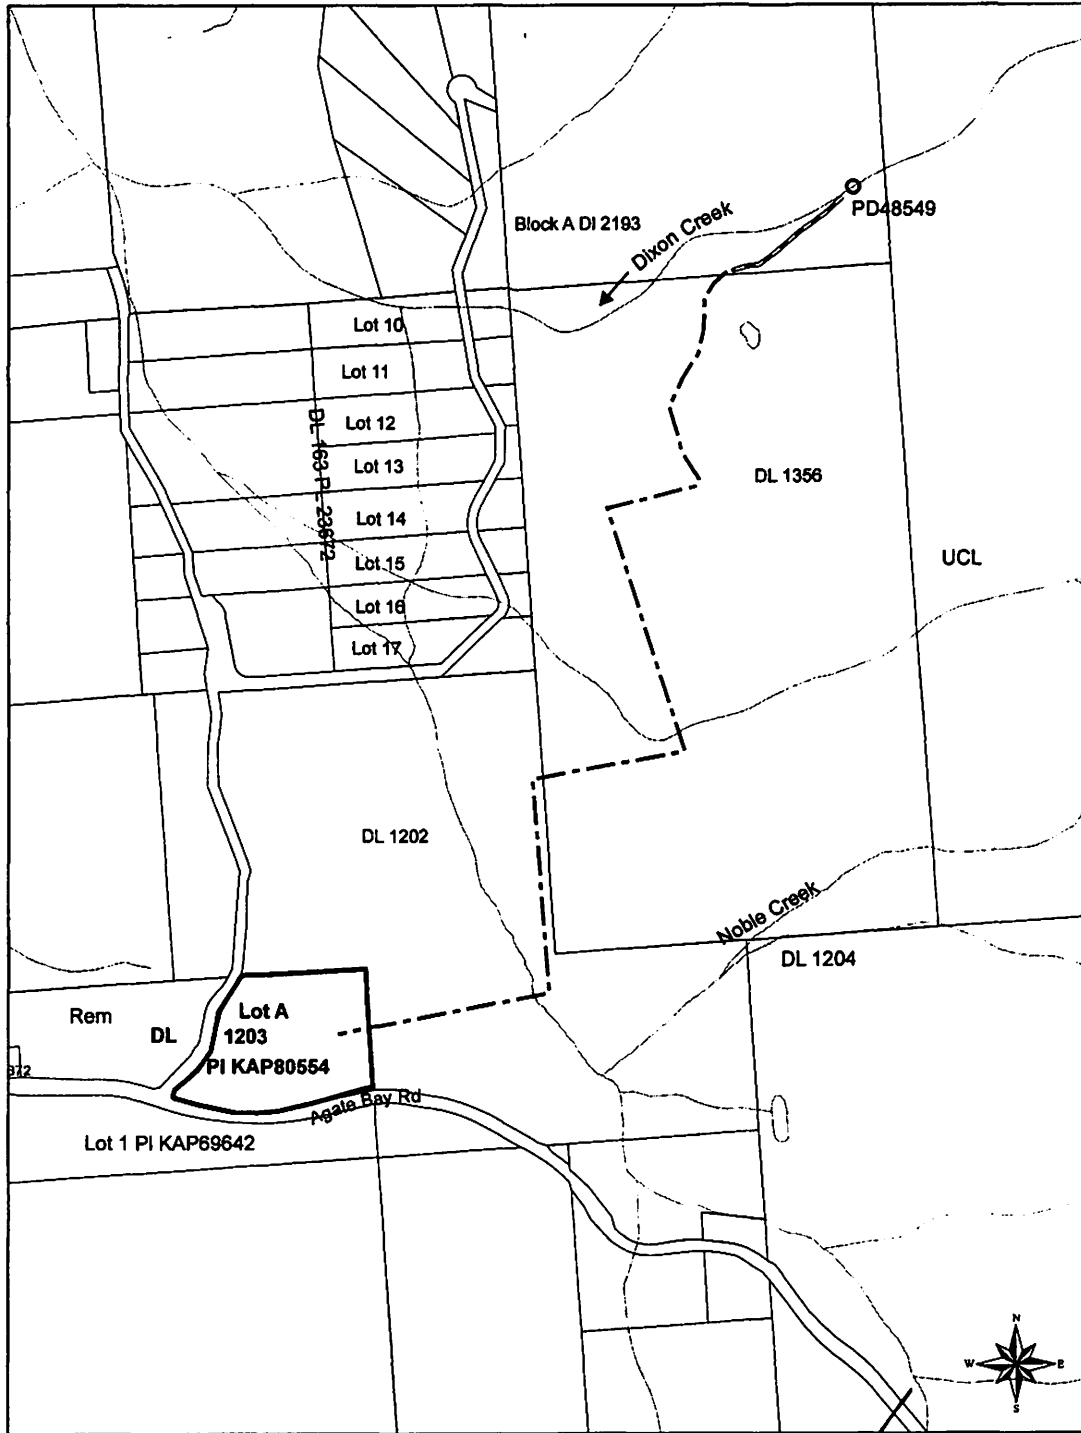 PD48549
Block A Dl 2193
Dixon Creek
Lot 10
Lot 11
Lot 12
Lot 13
Lot 14
Lot 15
Lot 16
Lot 17
DL 163 PL 23672
DL 1356
UCL
DL 1202
Noble Creek
DL 1204
Rem
DL
Lot A
1203
Pl KAP80554
372
Agate Bay Rd
Lot 1 Pl KAP69642
N
W
E
S